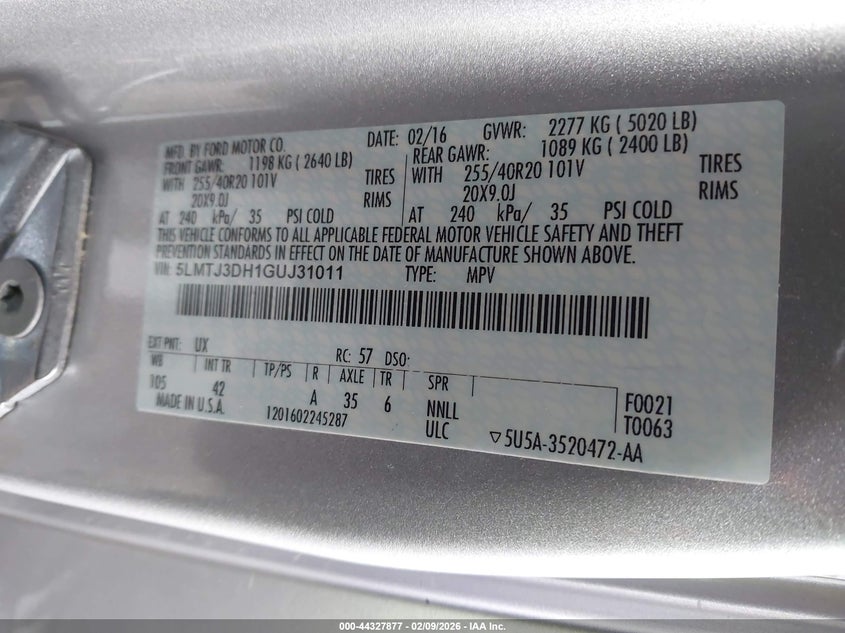 MFD. BY FORD MOTOR CO. DATE: 02/16 GVWR: 2277 KG ( 5020 LB)
FRONT GAWR: 1198 KG ( 2640 LB) REAR GAWR: 1089 KG ( 2400 LB)
WITH 255/40R20 101V TIRES WITH 255/40R20 101V TIRES
20X9.0J RIMS 20X9.0J RIMS
AT 240 kPa/ 35 PSI COLD AT 240 kPa/ 35 PSI COLD
THIS VEHICLE CONFORMS TO ALL APPLICABLE FEDERAL MOTOR VEHICLE SAFETY AND THEFT
PREVENTION STANDARDS IN EFFECT ON THE DATE OF MANUFACTURE SHOWN ABOVE.
VIN: 5LMTJ3DH1GUJ31011 TYPE: MPV
EXT PNT: UX RC: 57 DSO:
WB INT TR TP/PS R AXLE TR SPR
105 42 A 35 6 NNLL F0021
MADE IN U.S.A. 1201602245287 ULC T0063
▽5U5A-3520472-AA
000-44327877 - 02/09/2026 - IAA Inc.